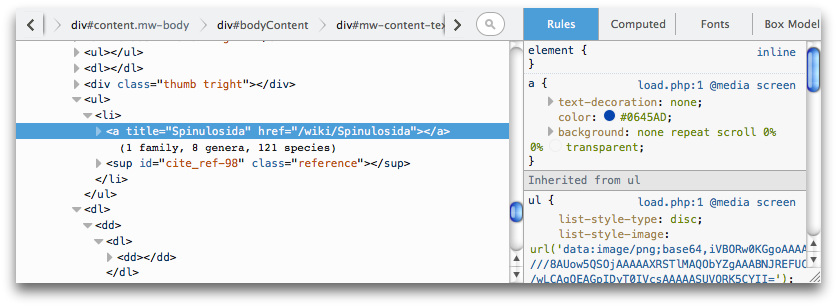 div#content.mw-body
div#bodyContent
div#mw-content-tex
<ul></ul>
<dl></dl>
<div class="thumb tright"></div>
<ul>
<li>
<a title="Spinulosida" href="/wiki/Spinulosida"></a>
(1 family, 8 genera, 121 species)
<sup id="cite_ref-98" class="reference"></sup>
</li>
</ul>
<dl>
<dd>
<dl>
<dd></dd>
</dl>
Rules
Computed
Fonts
Box Model
element {
inline
}
a {
load.php:1 @media screen
text-decoration: none;
color: #0645AD;
background: none repeat scroll 0%
0% transparent;
}
Inherited from ul
ul {
load.php:1 @media screen
list-style-type: disc;
list-style-image:
url('data:image/png;base64,iVBORw0KGgoAAAA